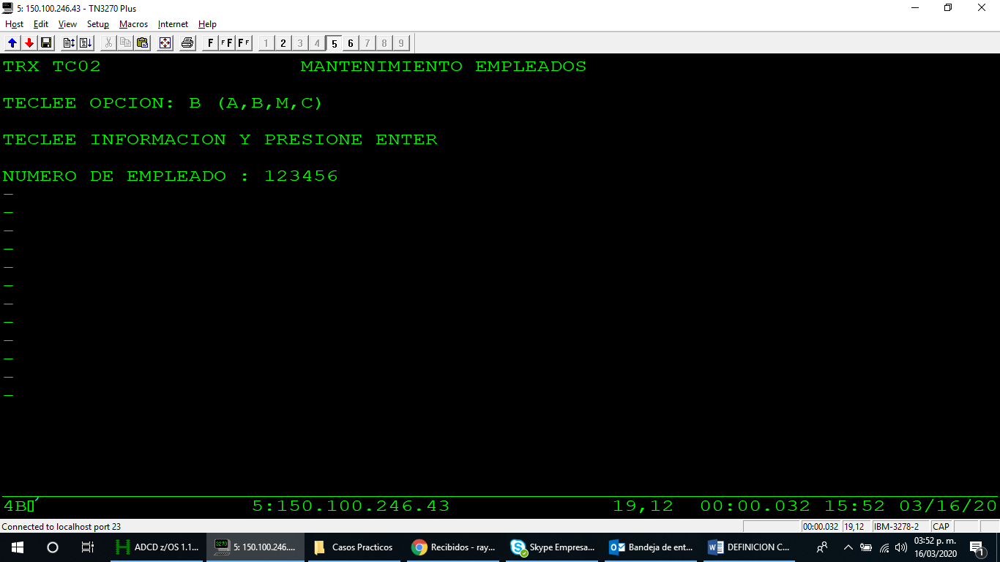 5: 150.100.246.43 - TN3270 Plus
Host Edit View Setup Macros Internet Help
F FF FF 1 2 3 4 5 6 7 8 9
TRX TC02 MANTENIMIENTO EMPLEADOS
TECLEE OPCION: B (A,B,M,C)
TECLEE INFORMACION Y PRESIONE ENTER
NUMERO DE EMPLEADO : 123456
_
_
_
_
_
_
_
_
_
_
_
_
4B 5:150.100.246.43 19,12 00:00.032 15:52 03/16/20
Connected to localhost port 23 00:00.032 19,12 IBM-3278-2 CAP
ADCD z/OS 1.1... 5: 150.100.246.... Casos Practicos Recibidos - ray... Skype Empresa... Bandeja de ent... DEFINICION C... 03:52 p. m.
16/03/2020 1